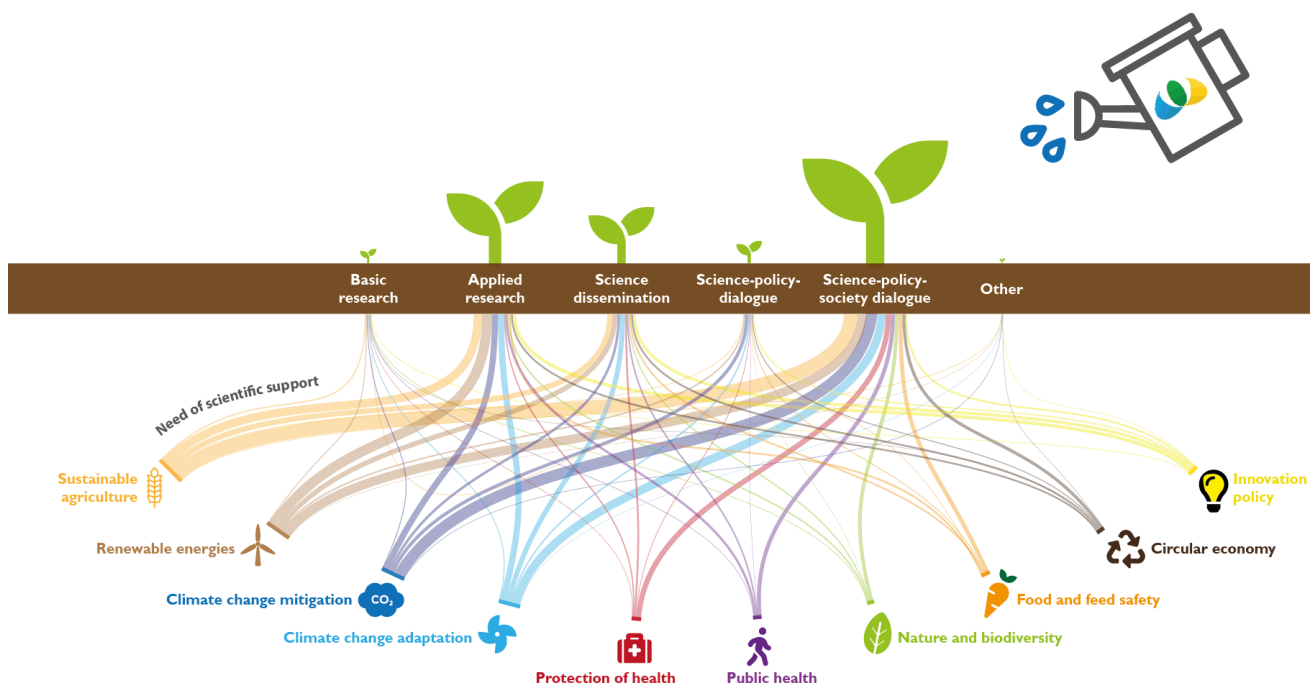 Basic
research
Applied
research
Science
dissemination
Science-policy-
dialogue
Science-policy-
society dialogue
Other
Need of scientific support
Sustainable
agriculture
Renewable energies
Climate change mitigation
CO₂
Climate change adaptation
Protection of health
Public health
Nature and biodiversity
Food and feed safety
Circular economy
Innovation
policy